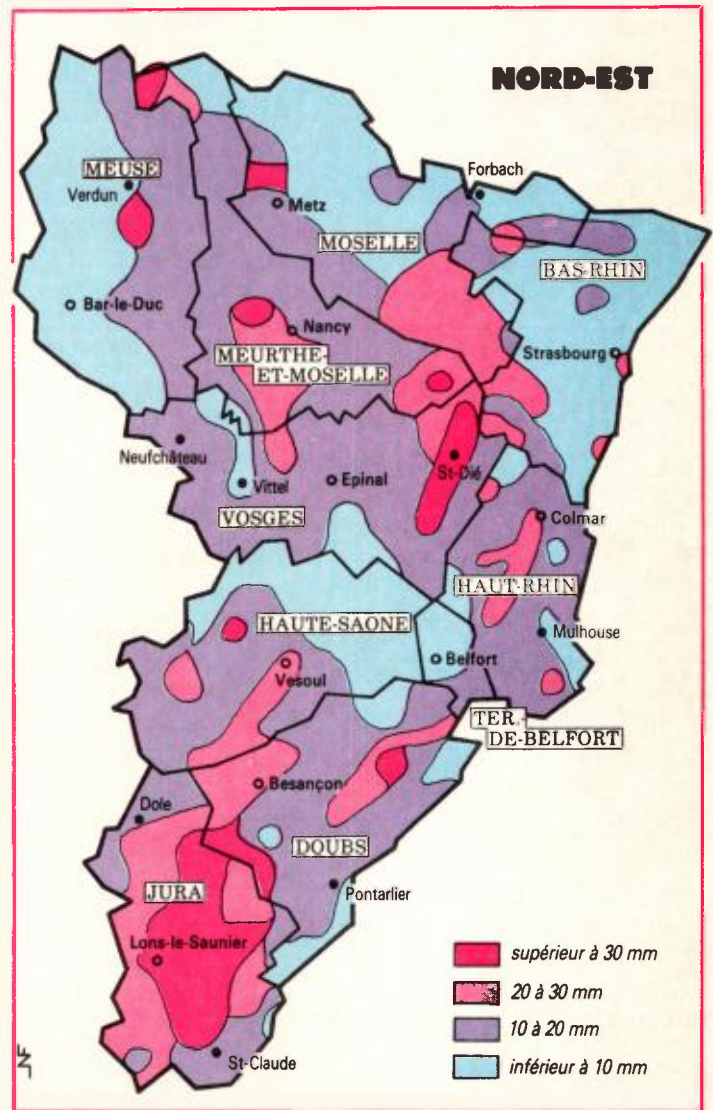 NORD-EST
Forbach
MEUSE
Verdun
Metz
MOSELLE
BAS-RHIN
Bar-le-Duc
Nancy
Strasbourg
MEURTHE-
ET-MOSELLE
Neufchâteau
St-Dié
Vittel
Epinal
VOSGES
Colmar
HAUT-RHIN
HAUTE-SAONE
Mulhouse
Belfort
Vesoul
TER.-
DE-BELFORT
Besançon
Dole
DOUBS
JURA
Pontarlier
Lons-le-Saunier
supérieur à 30 mm
20 à 30 mm
10 à 20 mm
St-Claude
inférieur à 10 mm